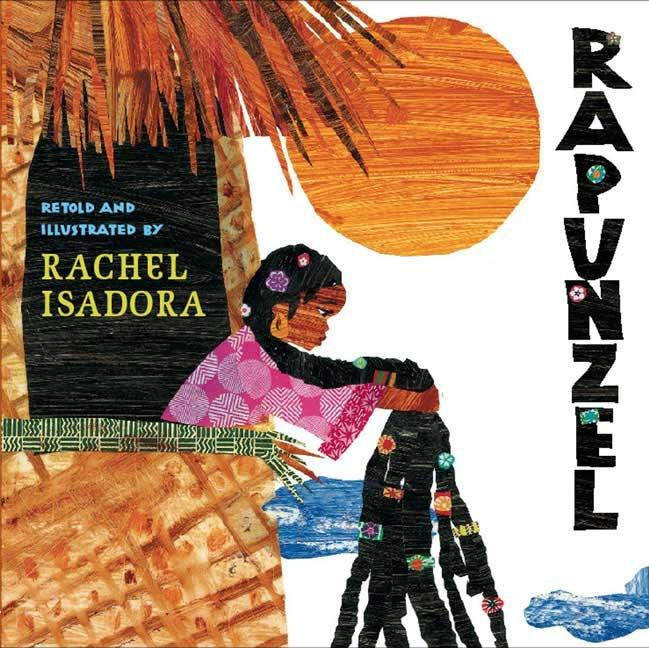 RETOLD AND
ILLUSTRATED BY
RACHEL
ISADORA
RAPUNZEL